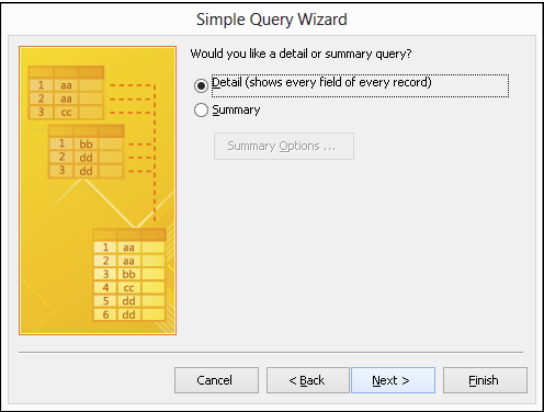 Simple Query Wizard
Would you like a detail or summary query?
Detail (shows every field of every record)
Summary
Summary Options ...
1 aa
2 aa
3 cc
1 bb
2 dd
3 dd
1 aa
2 aa
3 bb
4 cc
5 dd
6 dd
Cancel
< Back
Next >
Finish